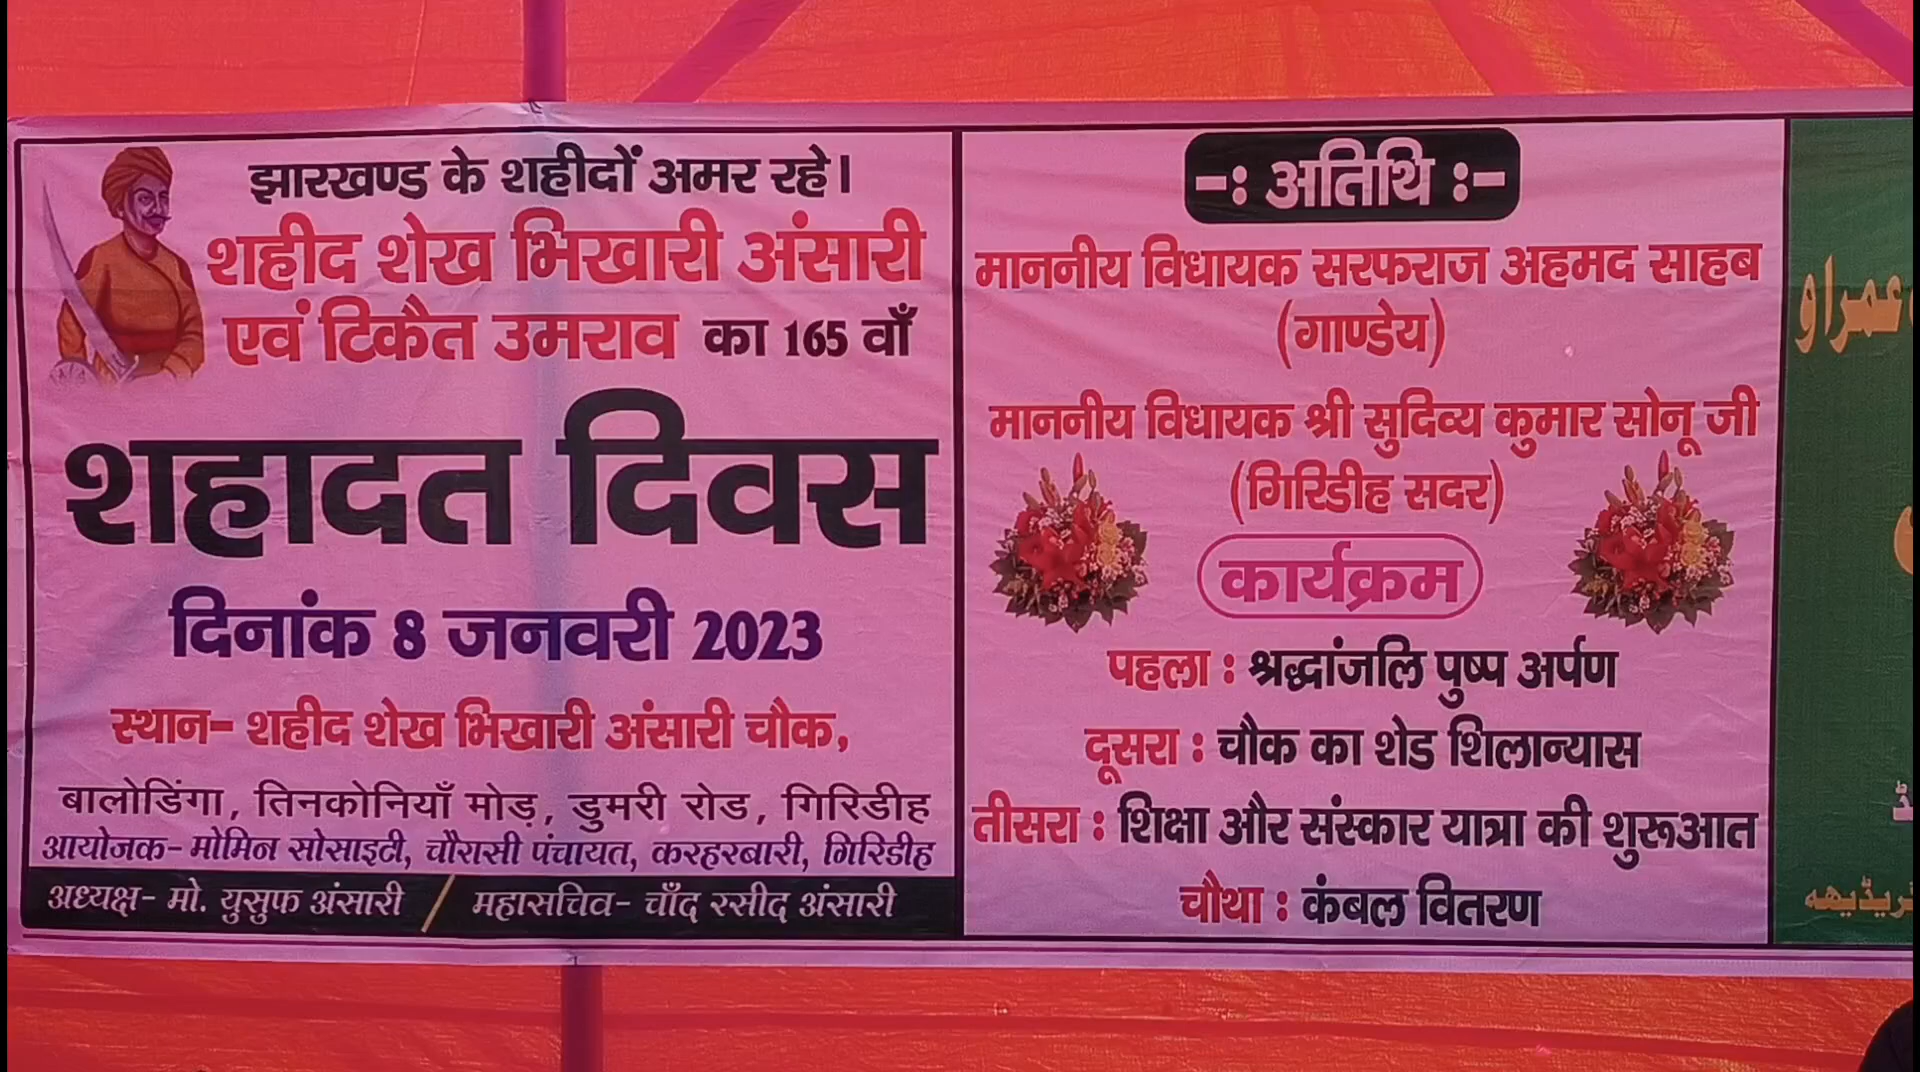 झारखण्ड के शहीदों अमर रहे।
शहीद शेख भिखारी अंसारी
एवं टिकैत उमराव का 165 वाँ
शहादत दिवस
दिनांक 8 जनवरी 2023
स्थान- शहीद शेख भिखारी अंसारी चौक,
बालोडिंगा, तिनकोनियाँ मोड़, डुमरी रोड, गिरिडीह
आयोजक- मोमिन सोसाइटी, चौरासी पंचायत, करहरबारी, गिरिडीह
अध्यक्ष- मो. युसुफ अंसारी / महासचिव- चाँद रसीद अंसारी
-: अतिथि :-
माननीय विधायक सरफराज अहमद साहब
(गाण्डेय)
माननीय विधायक श्री सुदिव्य कुमार सोनू जी
(गिरिडीह सदर)
कार्यक्रम
पहला : श्रद्धांजलि पुष्प अर्पण
दूसरा : चौक का शेड शिलान्यास
तीसरा : शिक्षा और संस्कार यात्रा की शुरूआत
चौथा : कंबल वितरण
عمراو